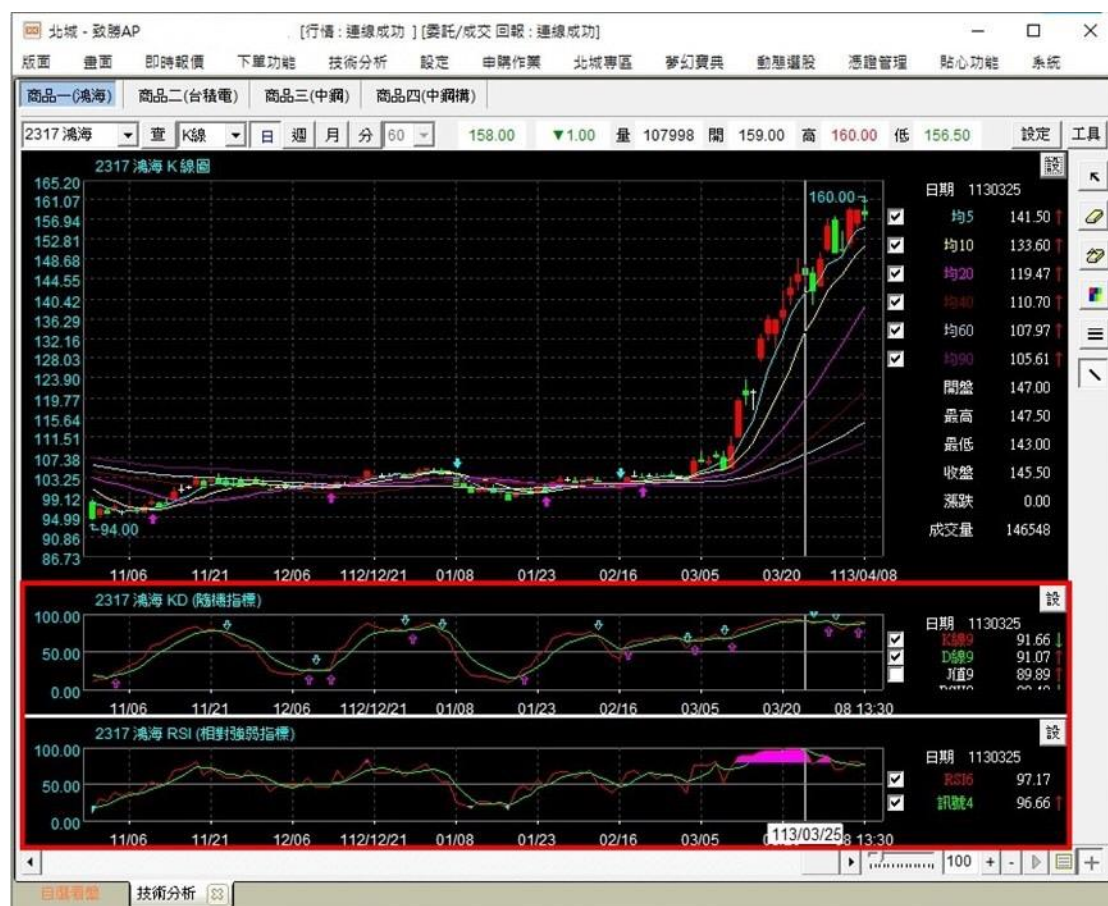 北城 - 致勝AP [行情 : 連線成功 ] [委託/成交 回報 : 連線成功]
版面 畫面 即時報價 下單功能 技術分析 設定 申購作業 北城專區 夢幻寶典 動態選股 憑證管理 貼心功能 系統
商品一(鴻海) 商品二(台積電) 商品三(中鋼) 商品四(中鋼構)
2317 鴻海 查 K線 日 週 月 分 60 158.00 ▼1.00 量 107998 開 159.00 高 160.00 低 156.50 設定 工具
2317 鴻海 K 線圖 設
165.20
161.07
156.94
152.81
148.68
144.55
140.42
136.29
132.16
128.03
123.90
119.77
115.64
111.51
107.38
103.25
99.12
94.99
90.86
86.73
160.00
94.00
日期 1130325
均5 141.50↑
均10 133.60↑
均20 119.47↑
均40 110.70↑
均60 107.97↑
均90 105.61↑
開盤 147.00
最高 147.50
最低 143.00
收盤 145.50
漲跌 0.00
成交量 146548
11/06 11/21 12/06 112/12/21 01/08 01/23 02/16 03/05 03/20 113/04/08
2317 鴻海 KD (隨機指標) 設
100.00
50.00
0.00
日期 1130325
K線9 91.66↓
D線9 91.07↑
J值9 89.89↑
11/06 11/21 12/06 112/12/21 01/08 01/23 02/16 03/05 03/20 08 13:30
2317 鴻海 RSI (相對強弱指標) 設
100.00
50.00
0.00
日期 1130325
RSI6 97.17
訊號4 96.66↑
11/06 11/21 12/06 112/12/21 01/08 01/23 02/16 03/05 113/03/25 08 13:30
100 + -
自選看盤 技術分析